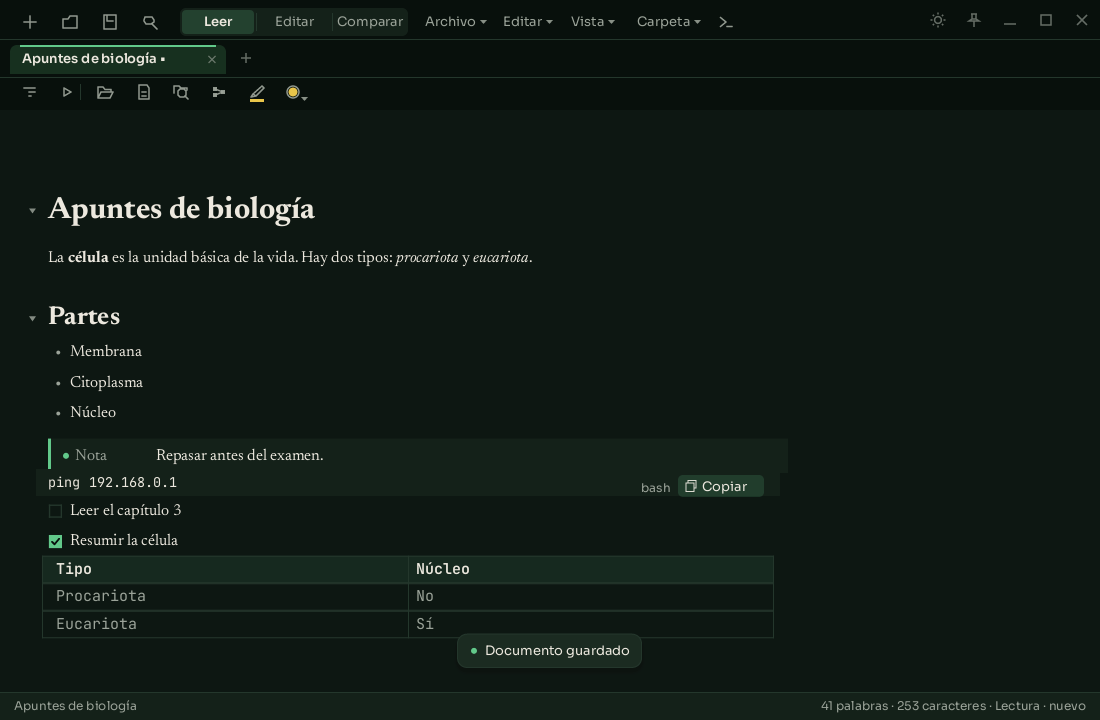 Leer Editar Comparar Archivo Editar Vista Carpeta
Apuntes de biología •
Apuntes de biología
La célula es la unidad básica de la vida. Hay dos tipos: procariota y eucariota.
Partes
• Membrana
• Citoplasma
• Núcleo
Nota Repasar antes del examen.
ping 192.168.0.1 bash Copiar
Leer el capítulo 3
Resumir la célula
Tipo Núcleo
Procariota No
Eucariota Sí
Documento guardado
Apuntes de biología 41 palabras · 253 caracteres · Lectura · nuevo